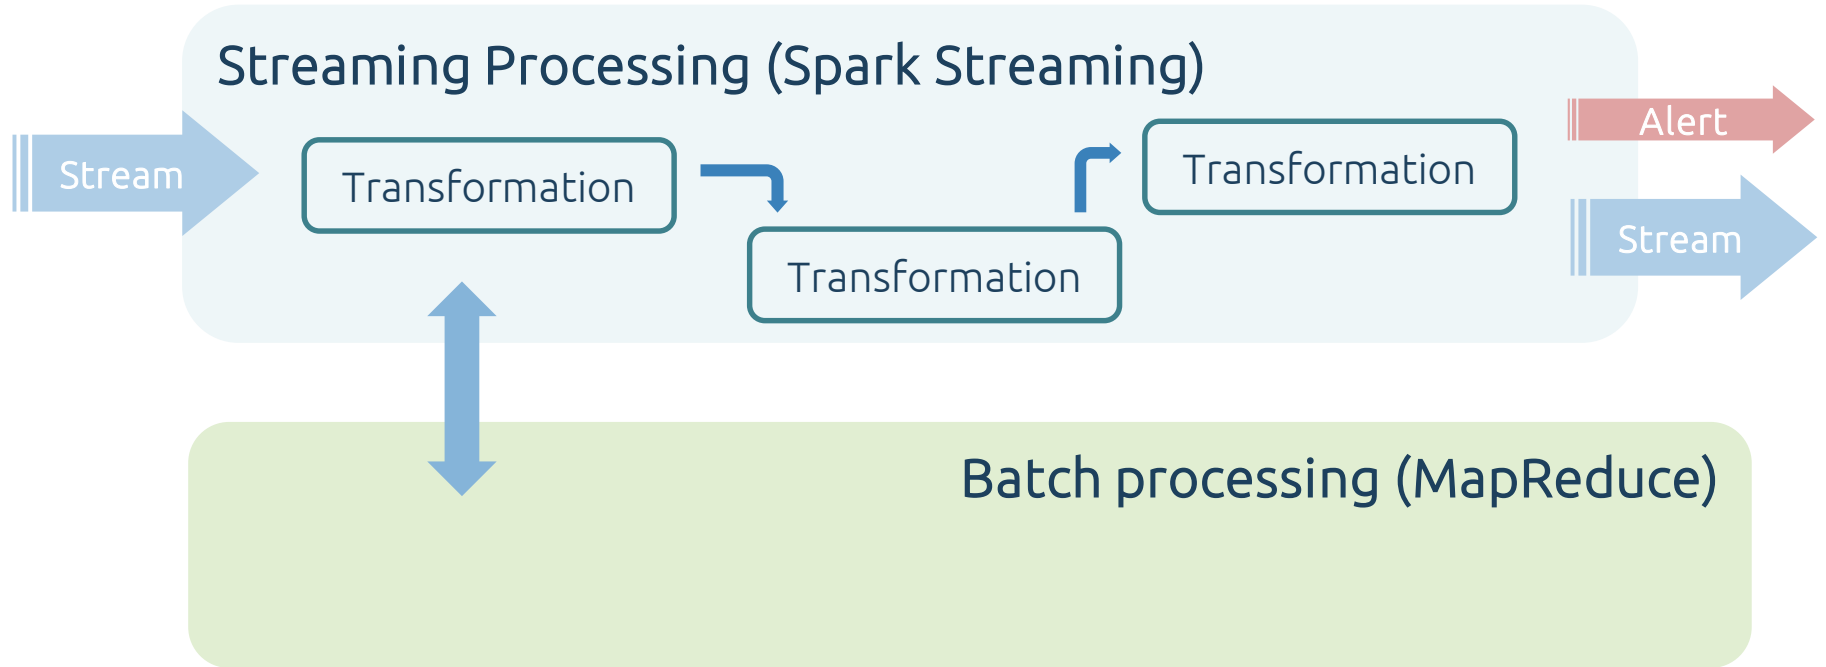 Streaming Processing (Spark Streaming)
Stream
Transformation
Transformation
Transformation
Alert
Stream
Batch processing (MapReduce)